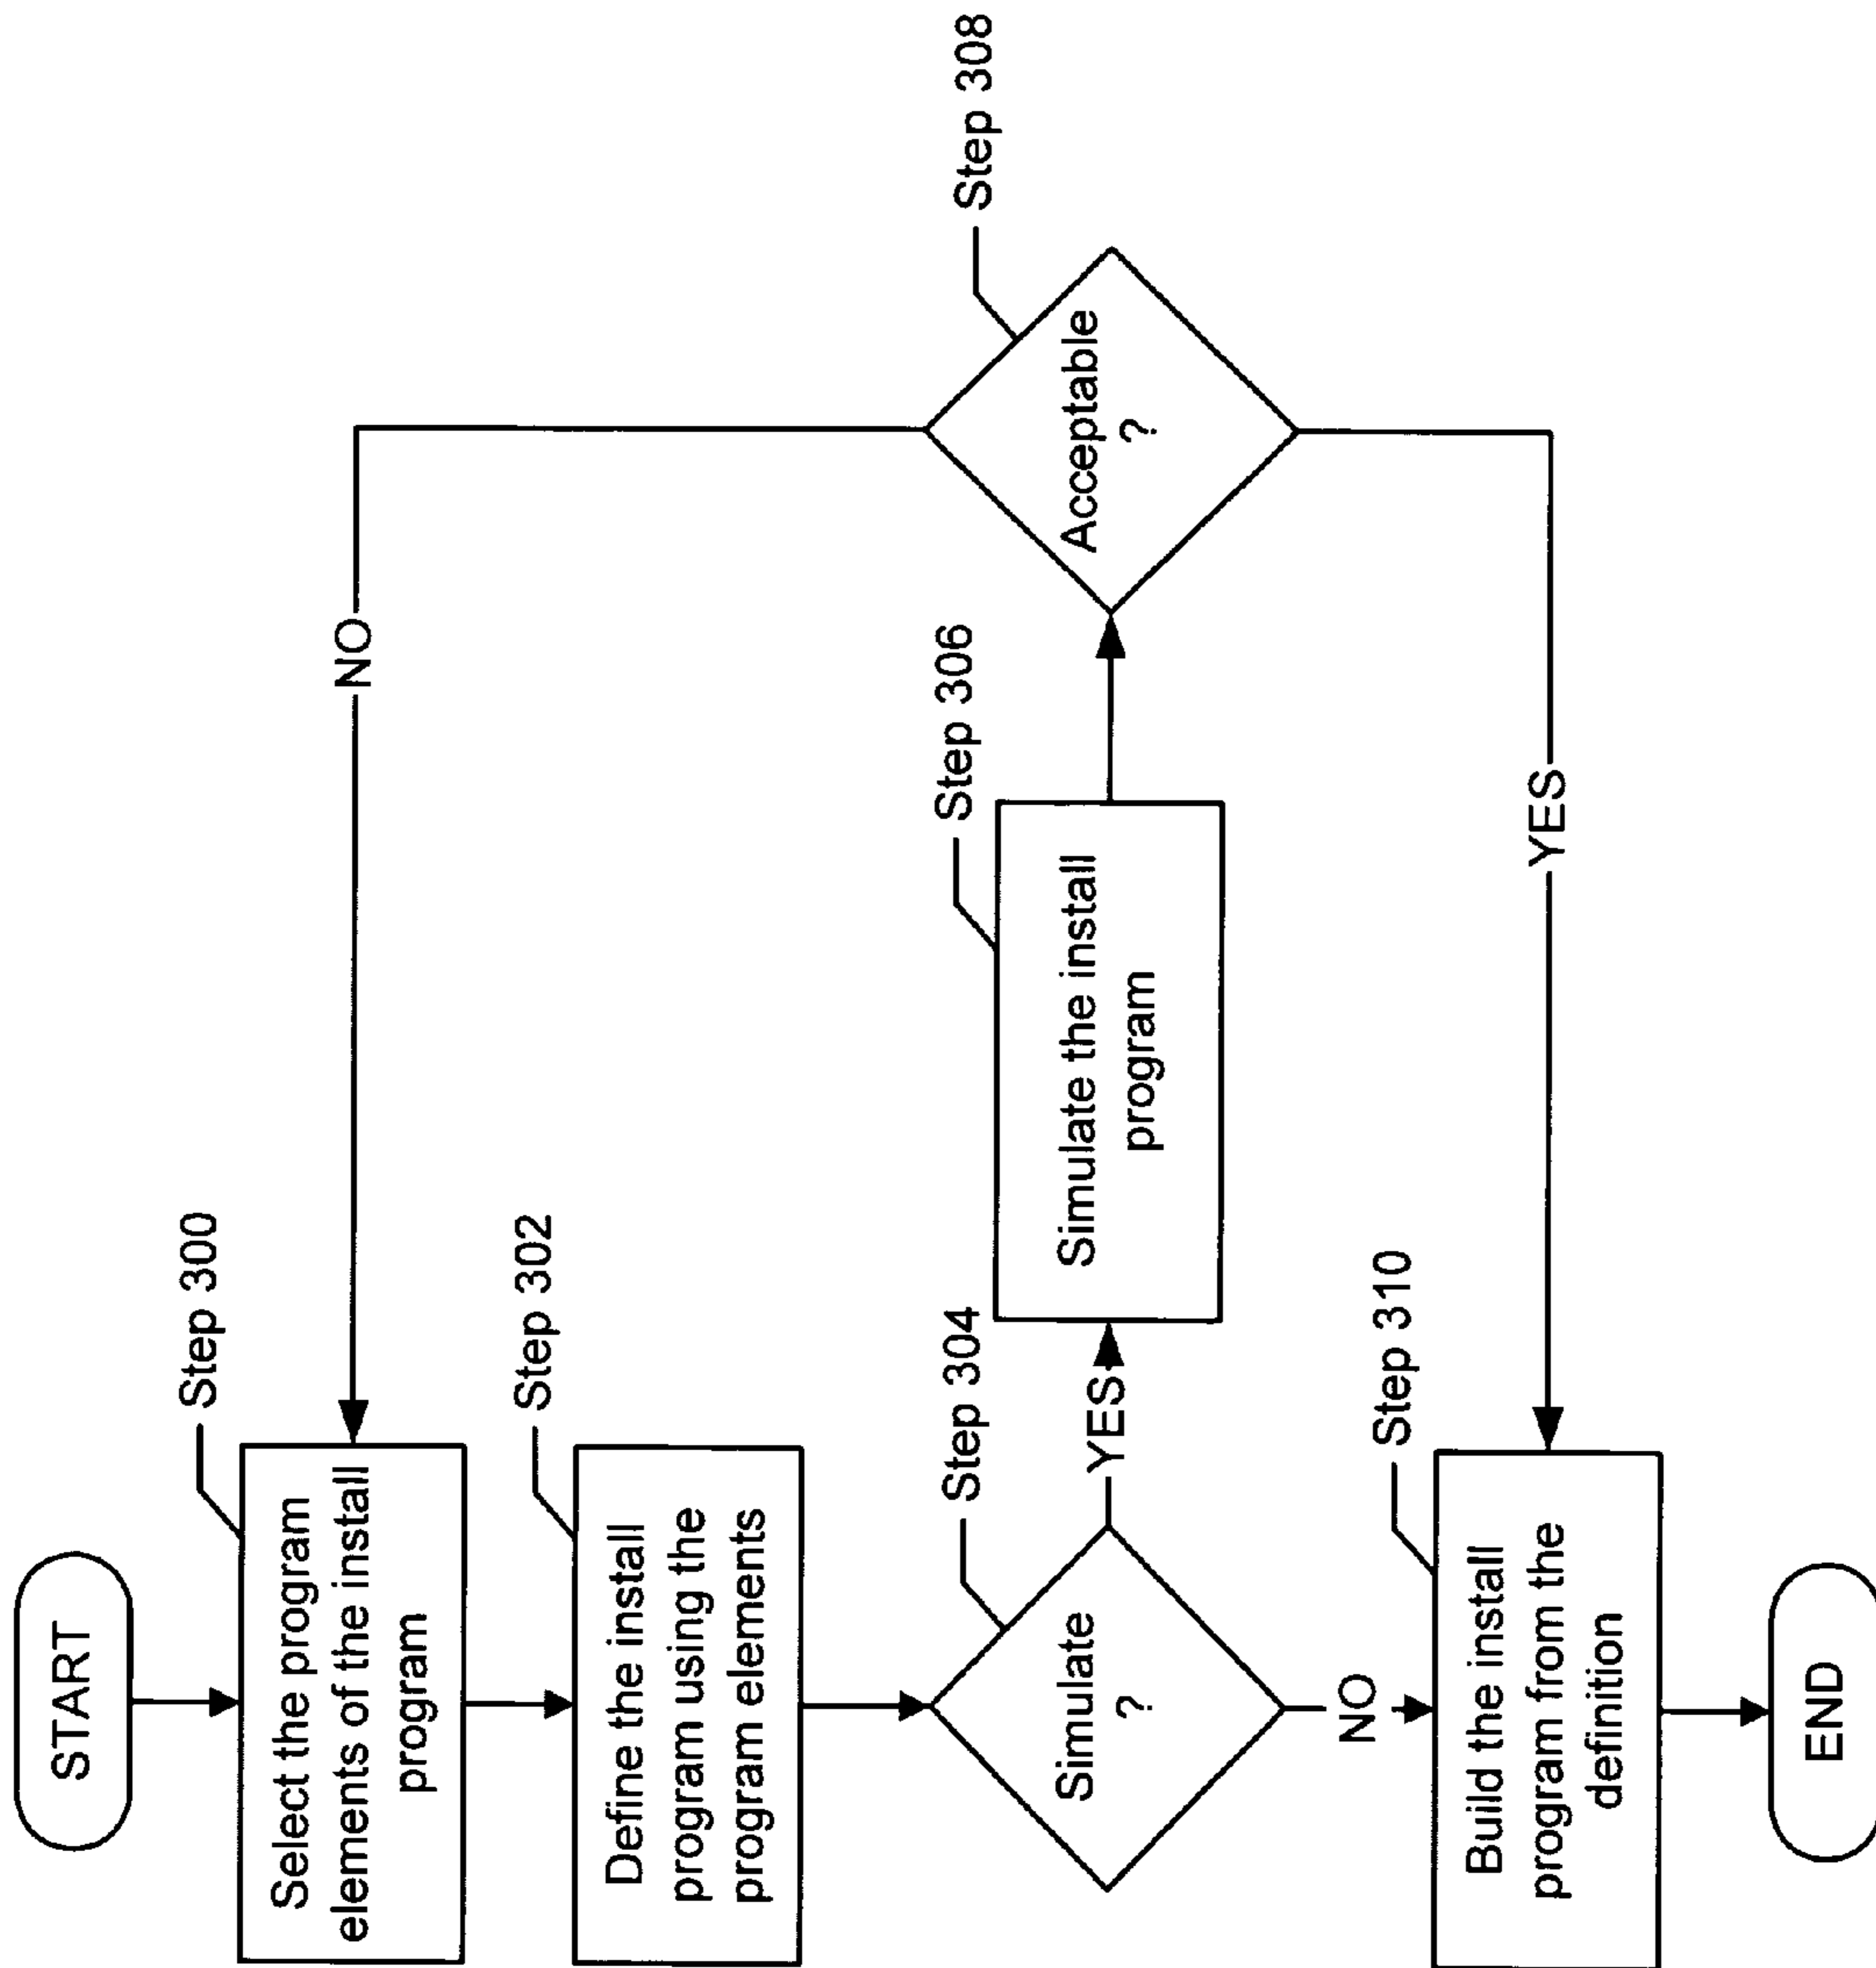 START
Step 300
Select the program
elements of the install
program
NO
Step 302
Define the install
program using the
program elements
Step 304
Simulate
?
YES
Step 306
Simulate the install
program
Step 308
Acceptable
?
NO
YES
Step 310
Build the install
program from the
definition
END